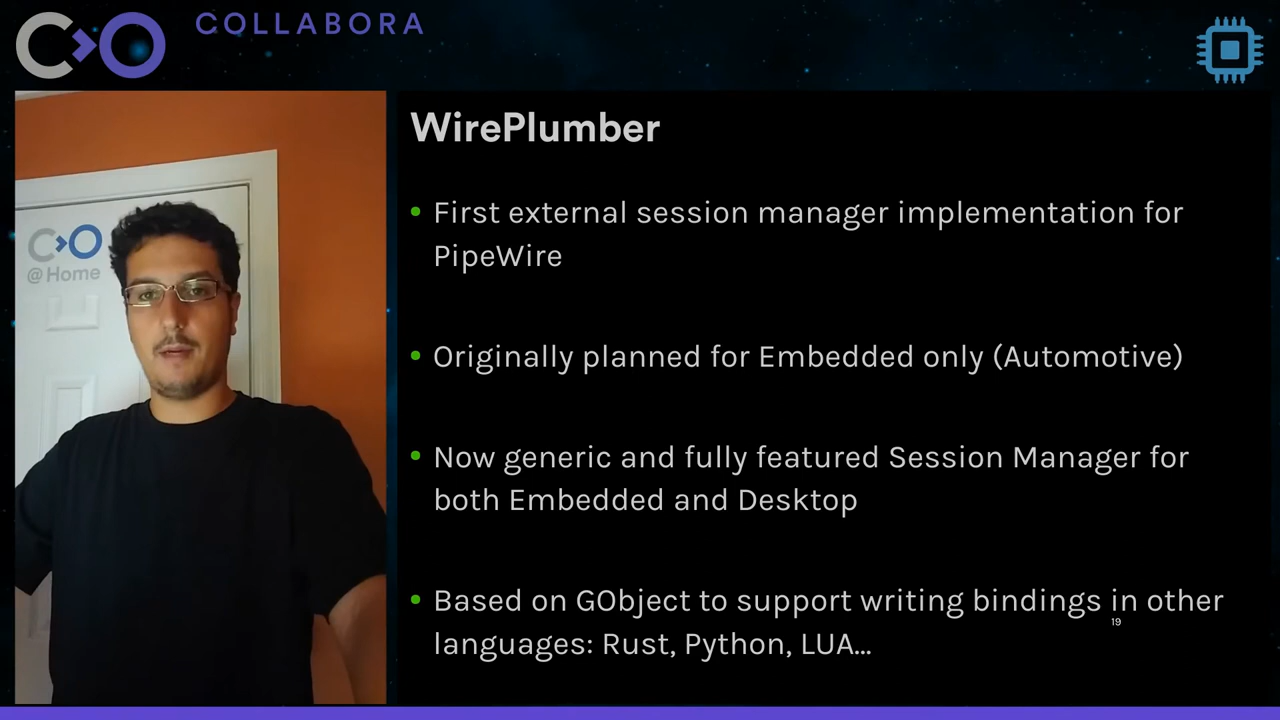 COLLABORA
@Home
WirePlumber
• First external session manager implementation for
PipeWire
• Originally planned for Embedded only (Automotive)
• Now generic and fully featured Session Manager for
both Embedded and Desktop
• Based on GObject to support writing bindings in other
19
languages: Rust, Python, LUA...